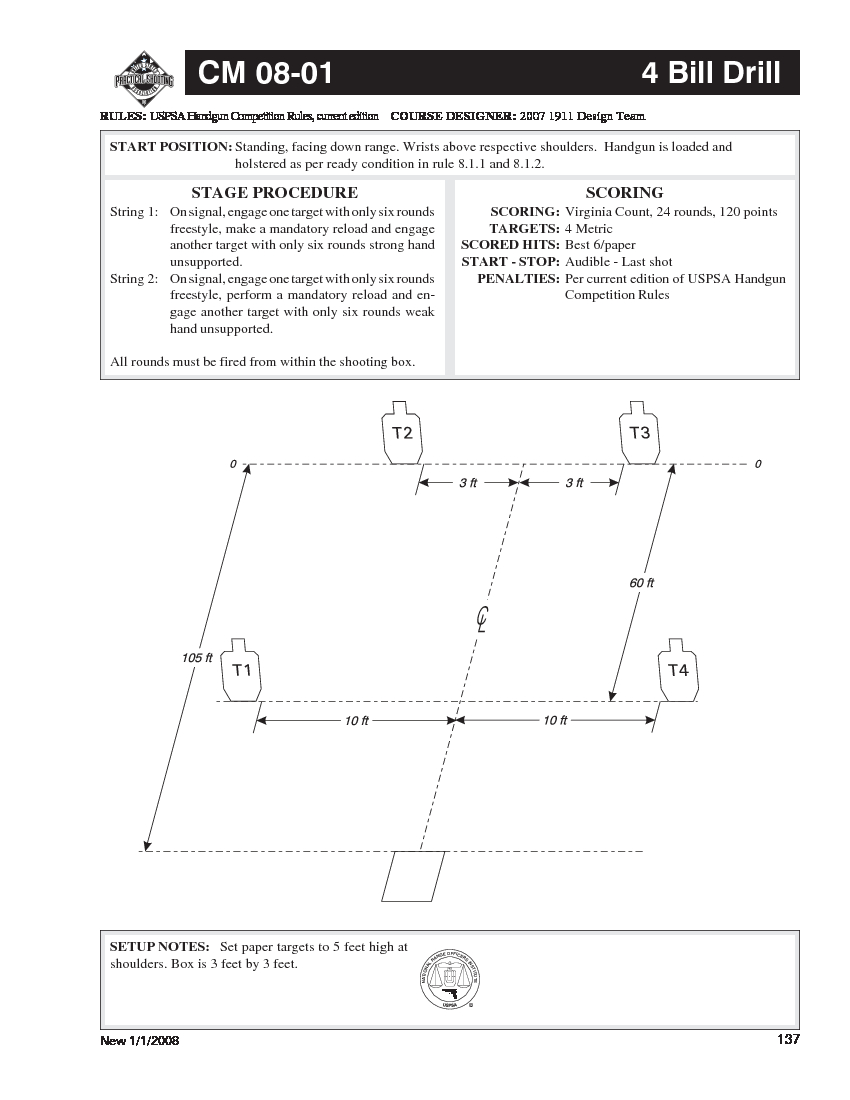 PRACTICAL SHOOTING
CM 08-01
4 Bill Drill
RULES: USPSA Handgun Competition Rules, current edition COURSE DESIGNER: 2007 1911 Design Team
START POSITION: Standing, facing down range. Wrists above respective shoulders. Handgun is loaded and
holstered as per ready condition in rule 8.1.1 and 8.1.2.
STAGE PROCEDURE
String 1: On signal, engage one target with only six rounds
freestyle, make a mandatory reload and engage
another target with only six rounds strong hand
unsupported.
String 2: On signal, engage one target with only six rounds
freestyle, perform a mandatory reload and en-
gage another target with only six rounds weak
hand unsupported.
All rounds must be fired from within the shooting box.
SCORING
SCORING: Virginia Count, 24 rounds, 120 points
TARGETS: 4 Metric
SCORED HITS: Best 6/paper
START - STOP: Audible - Last shot
PENALTIES: Per current edition of USPSA Handgun
Competition Rules
T2
T3
0
0
3 ft
3 ft
60 ft
105 ft
T1
T4
10 ft
10 ft
SETUP NOTES: Set paper targets to 5 feet high at
shoulders. Box is 3 feet by 3 feet.
NATIONAL RANGE OFFICERS INSTITUTE
USPSA
New 1/1/2008
137